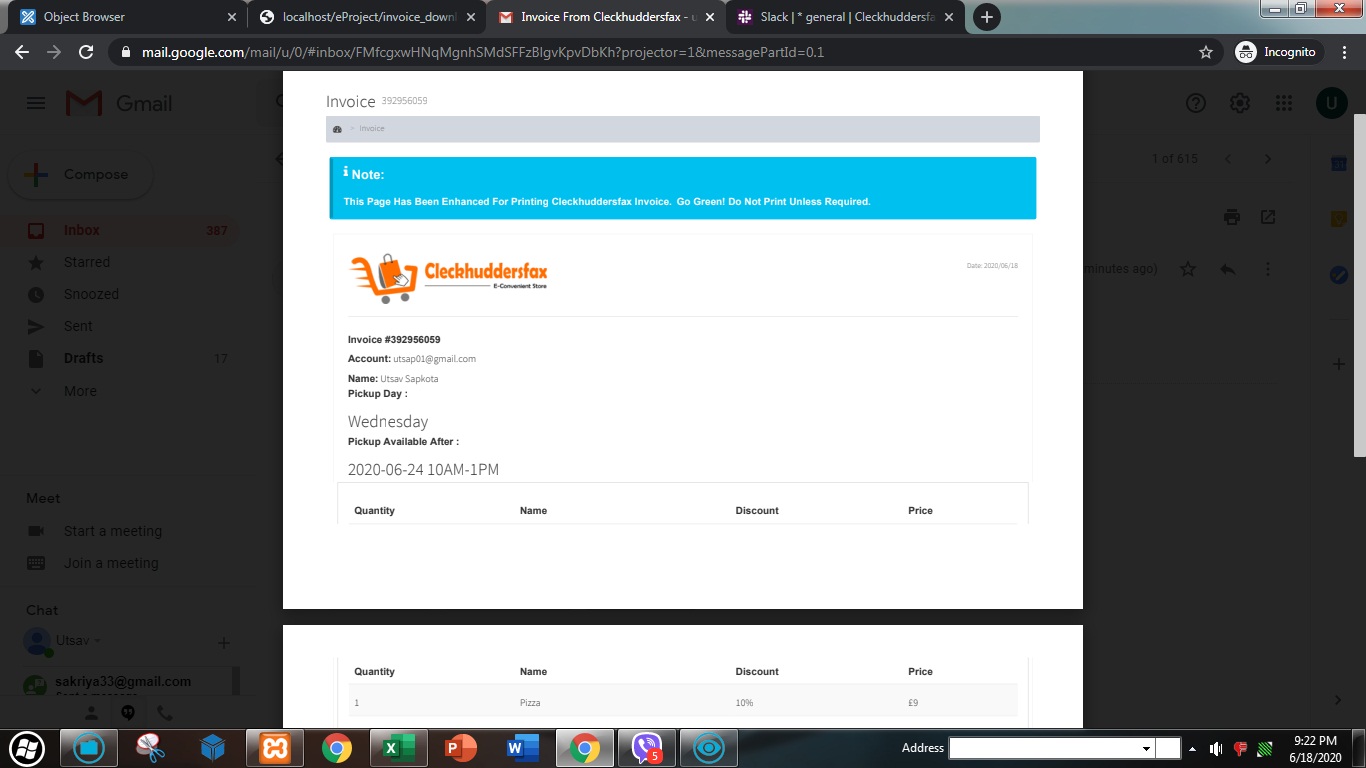 Object Browser
localhost/eProject/invoice_downl
Invoice From Cleckhuddersfax - u
Slack | * general | Cleckhuddersfa
mail.google.com/mail/u/0/#inbox/FMfcgxwHNqMgnhSMdSFFzBlgvKpvDbKh?projector=1&messagePartId=0.1
Incognito
Gmail
U
Compose
1 of 615
Inbox 387
Starred
Snoozed
Sent
Drafts 17
More
minutes ago)
Meet
Start a meeting
Join a meeting
Chat
Utsav
sakriya33@gmail.com
Invoice 392956059
> Invoice
Note:
This Page Has Been Enhanced For Printing Cleckhuddersfax Invoice. Go Green! Do Not Print Unless Required.
Cleckhuddersfax
E-Convenient Store
Date: 2020/06/18
Invoice #392956059
Account: utsap01@gmail.com
Name: Utsav Sapkota
Pickup Day :
Wednesday
Pickup Available After :
2020-06-24 10AM-1PM
Quantity Name Discount Price
Quantity Name Discount Price
1 Pizza 10% £9
Address
5
9:22 PM
6/18/2020